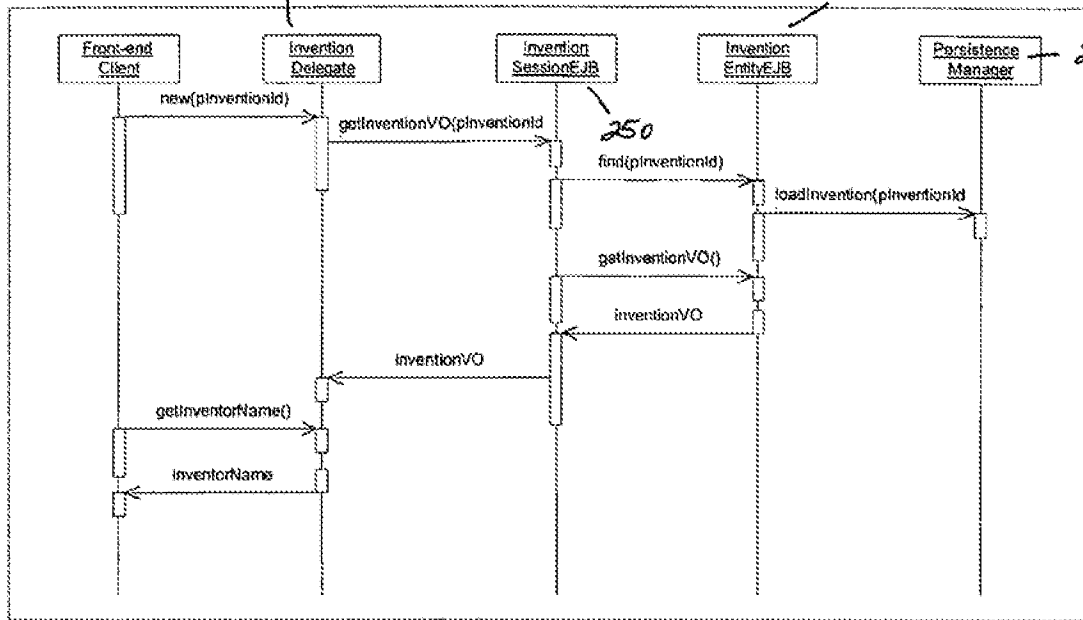 Front-end
Client
Invention
Delegate
Invention
SessionEJB
Invention
EntityEJB
Persistence
Manager
2
new(pInventionId)
getInventionVO(pInventionId
250
find(pInventionId)
loadInvention(pInventionId
getInventionVO()
inventionVO
inventionVO
getInventorName()
inventorName